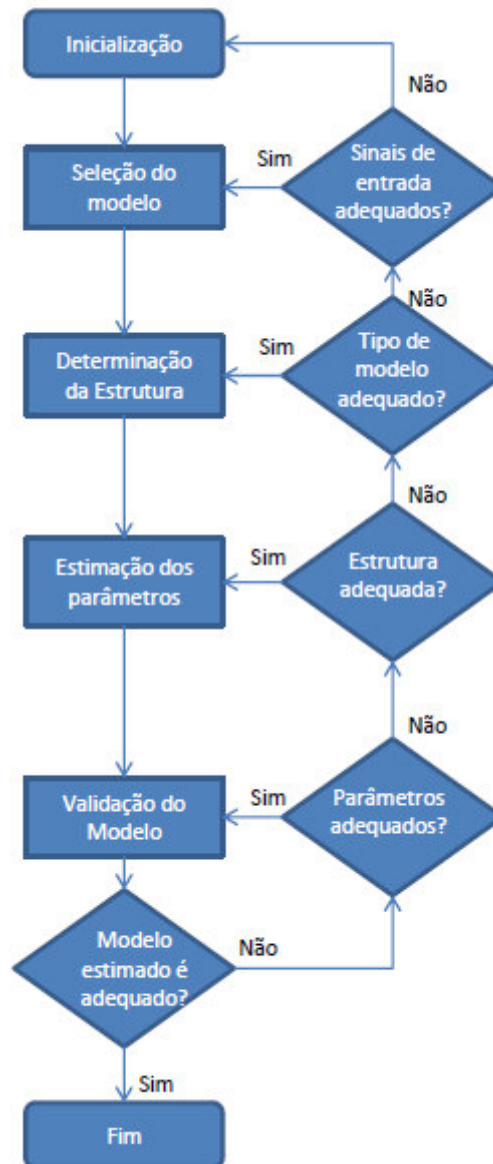 Inicialização
Não
Sim
Sinais de
entrada
adequados?
Seleção do
modelo
Não
Sim
Tipo de
modelo
adequado?
Determinação
da Estrutura
Não
Sim
Estrutura
adequada?
Estimação dos
parâmetros
Não
Sim
Parâmetros
adequados?
Validação do
Modelo
Modelo
estimado é
adequado?
Não
Sim
Fim